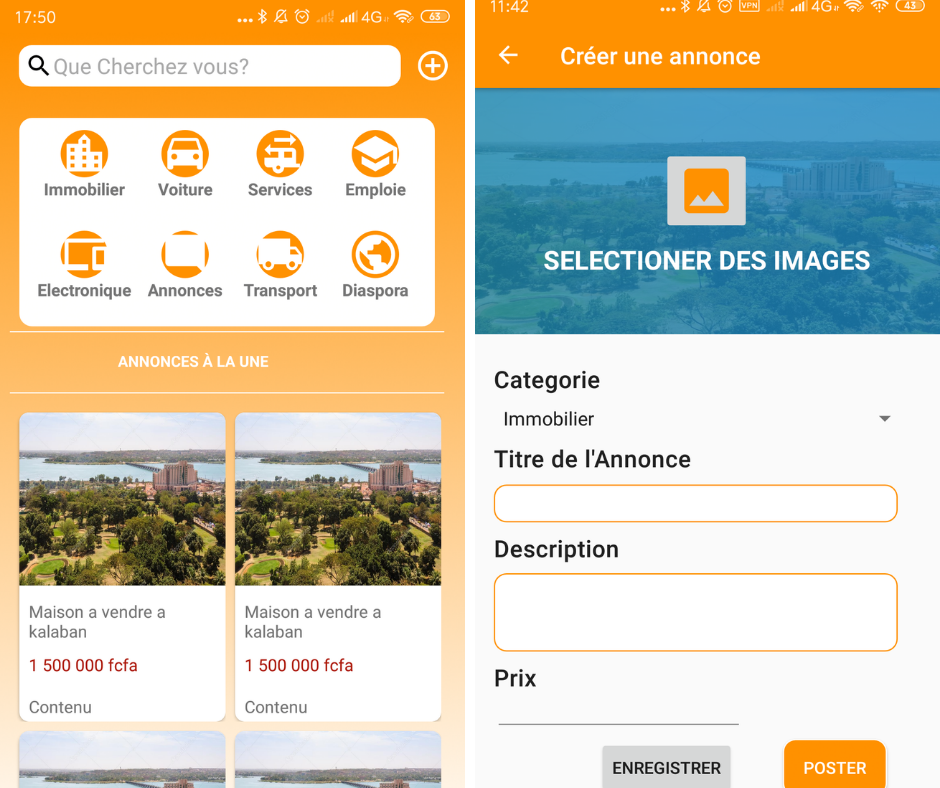 17:50
4G
63
Que Cherchez vous?
Immobilier
Voiture
Services
Emploie
Electronique
Annonces
Transport
Diaspora
ANNONCES À LA UNE
Maison a vendre a
kalaban
1 500 000 fcfa
Contenu
Maison a vendre a
kalaban
1 500 000 fcfa
Contenu
11:42
VPN
4G
43
Créer une annonce
SELECTIONER DES IMAGES
Categorie
Immobilier
Titre de l'Annonce
Description
Prix
ENREGISTRER
POSTER